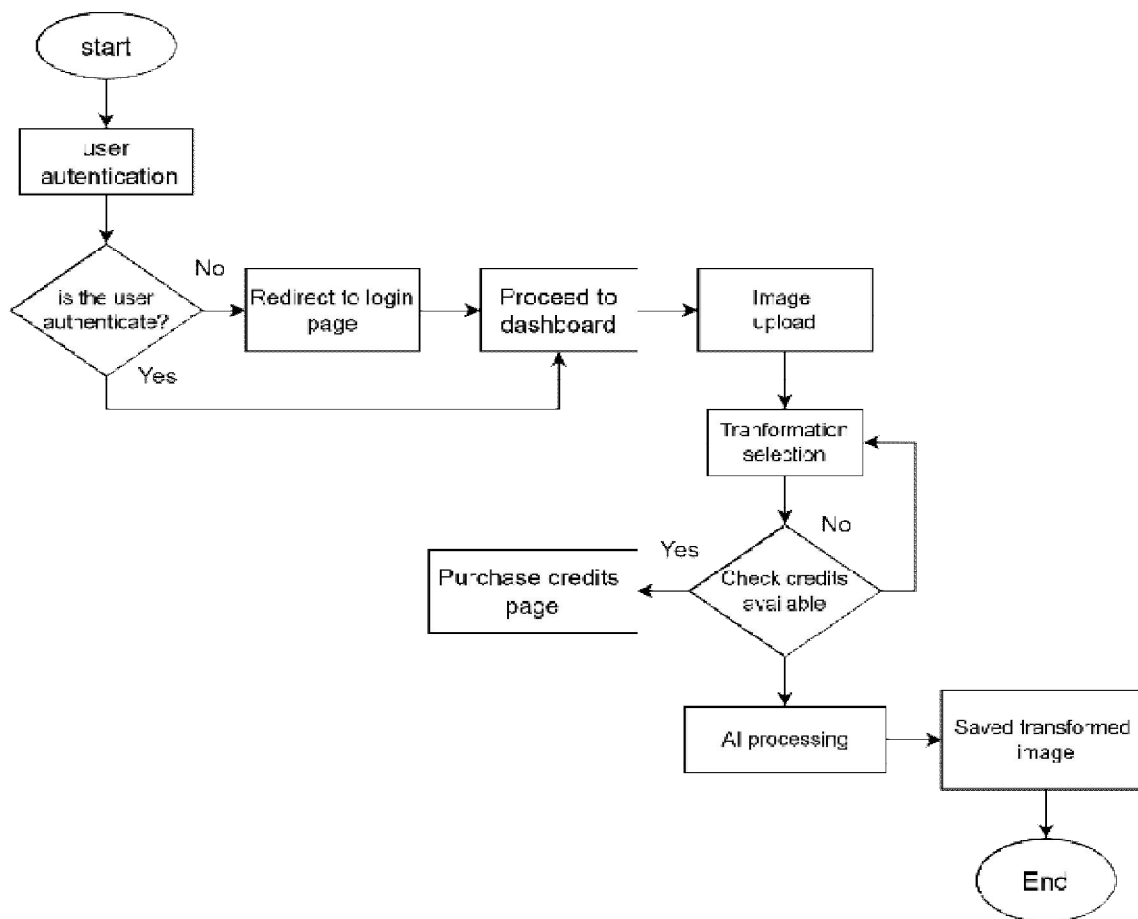 start
user
autentication
is the user
authenticate?
No
Yes
Redirect to login
page
Proceed to
dashboard
Image
upload
Tranformation
selection
No
Yes
Check credits
available
Purchase credits
page
AI processing
Saved transformed
image
End